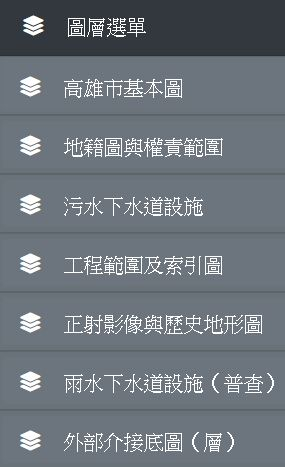 圖層選單
高雄市基本圖
地籍圖與權責範圍
污水下水道設施
工程範圍及索引圖
正射影像與歷史地形圖
雨水下水道設施（普查）
外部介接底圖（層）